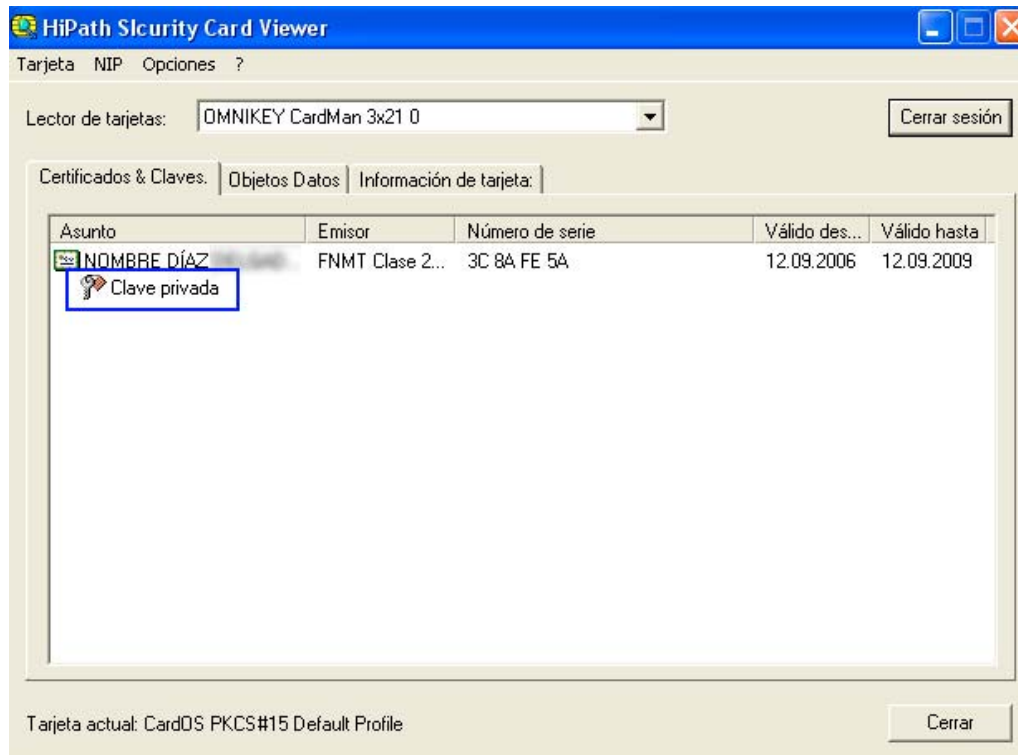 HiPath SIcurity Card Viewer
Tarjeta NIP Opciones ?
Lector de tarjetas: OMNIKEY CardMan 3x21 0 Cerrar sesión
Certificados & Claves. Objetos Datos Información de tarjeta:
Asunto Emisor Número de serie Válido des... Válido hasta
NOMBRE DÍAZ FNMT Clase 2... 3C 8A FE 5A 12.09.2006 12.09.2009
Clave privada
Tarjeta actual: CardOS PKCS#15 Default Profile Cerrar